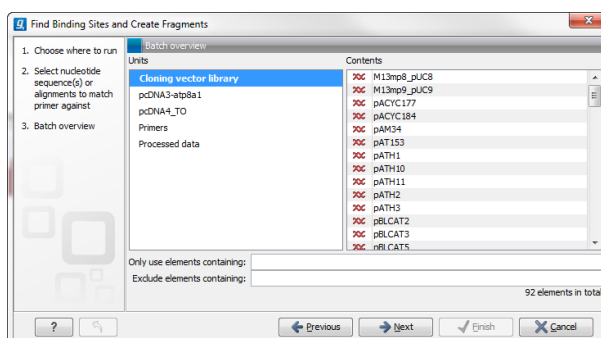 Find Binding Sites and Create Fragments
1. Choose where to run
2. Select nucleotide
sequence(s) or
alignments to match
primer against
3. Batch overview
Batch overview
Units
Cloning vector library
pcDNA3-atp8a1
pcDNA4_TO
Primers
Processed data
Contents
M13mp8_pUC8
M13mp9_pUC9
pACYC177
pACYC184
pAM34
pAT153
pATH1
pATH10
pATH11
pATH2
pATH3
pBLCAT2
pBLCAT3
pBLCAT5
Only use elements containing:
Exclude elements containing:
92 elements in total
?
Previous
Next
Finish
Cancel